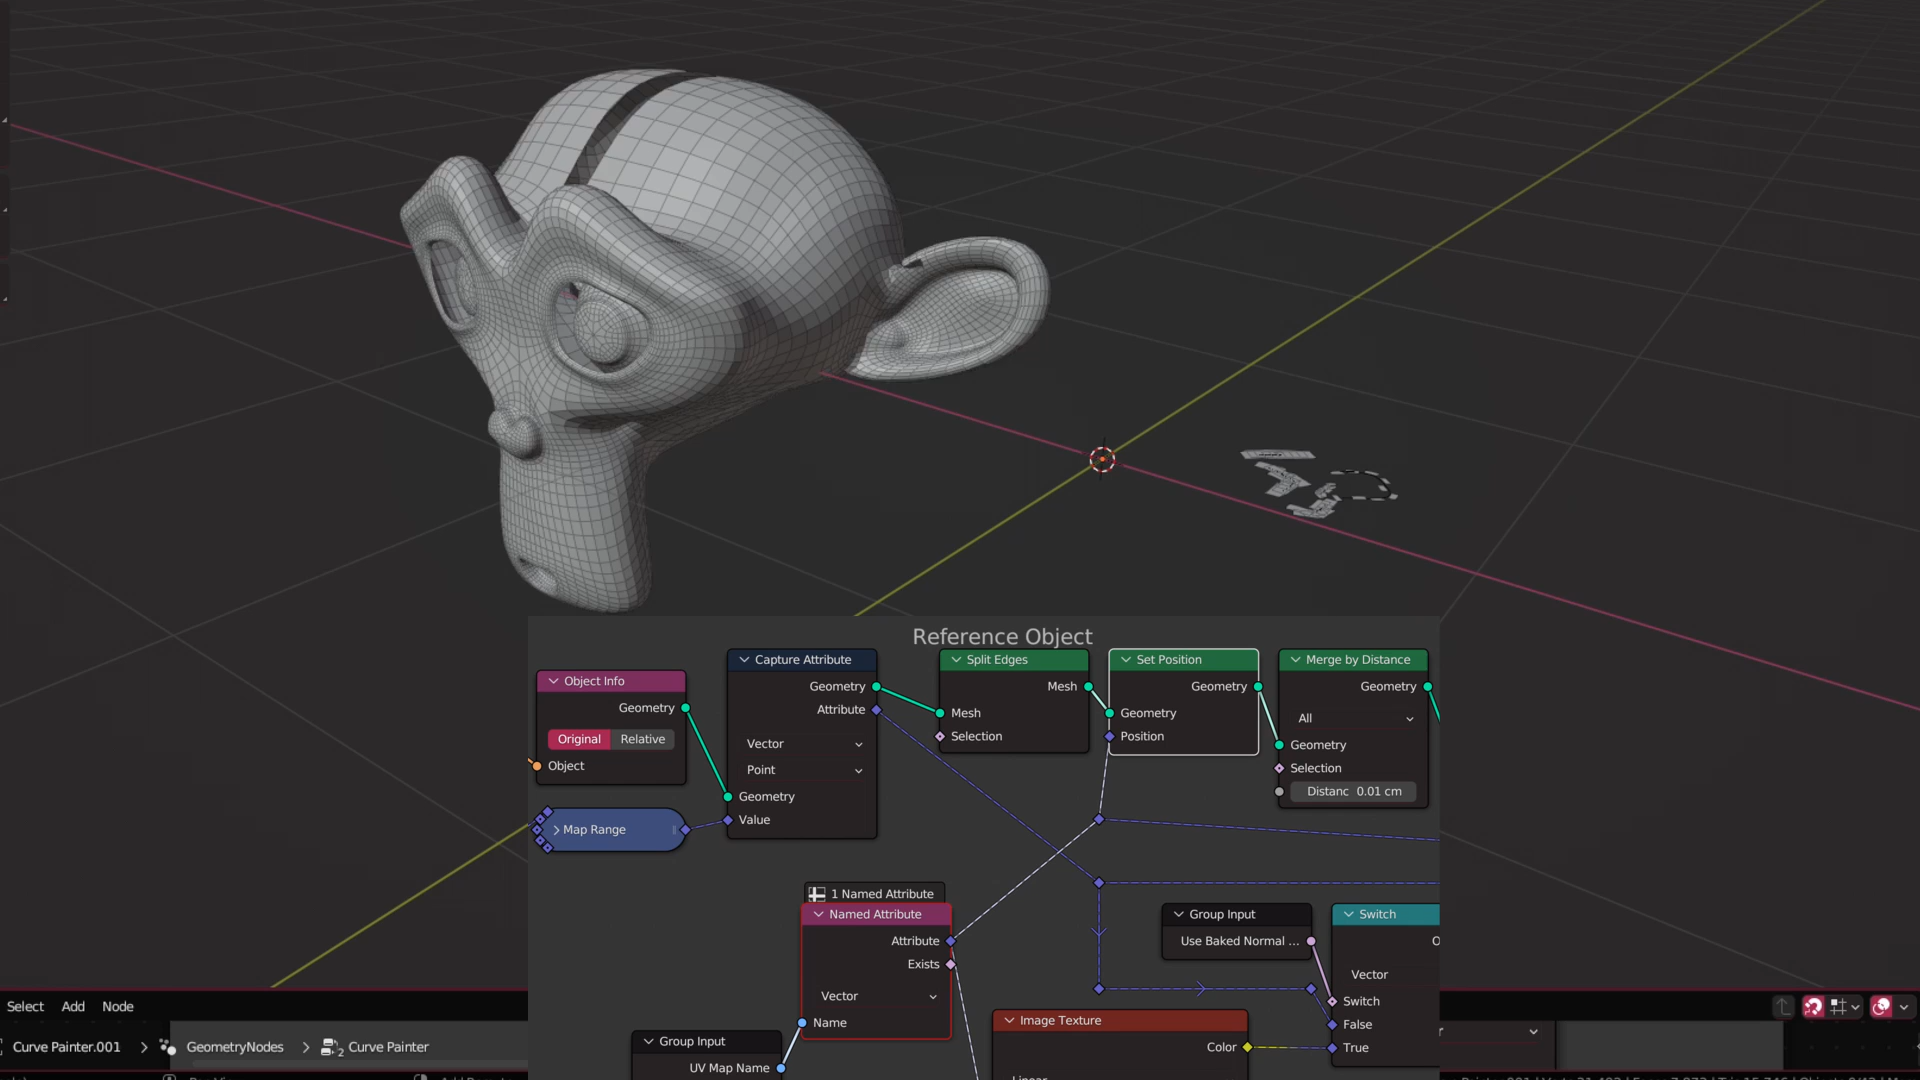 Reference Object
Object Info
Geometry
Original Relative
Object
Map Range
Capture Attribute
Geometry
Attribute
Vector
Point
Geometry
Value
Split Edges
Mesh
Mesh
Selection
Set Position
Geometry
Geometry
Position
Merge by Distance
Geometry
All
Geometry
Selection
Distanc 0.01 cm
1 Named Attribute
Named Attribute
Attribute
Exists
Vector
Name
Group Input
UV Map Name
Group Input
Use Baked Normal ...
Switch
Vector
Switch
False
True
Image Texture
Color
Select Add Node
Curve Painter.001 > GeometryNodes > 2 Curve Painter